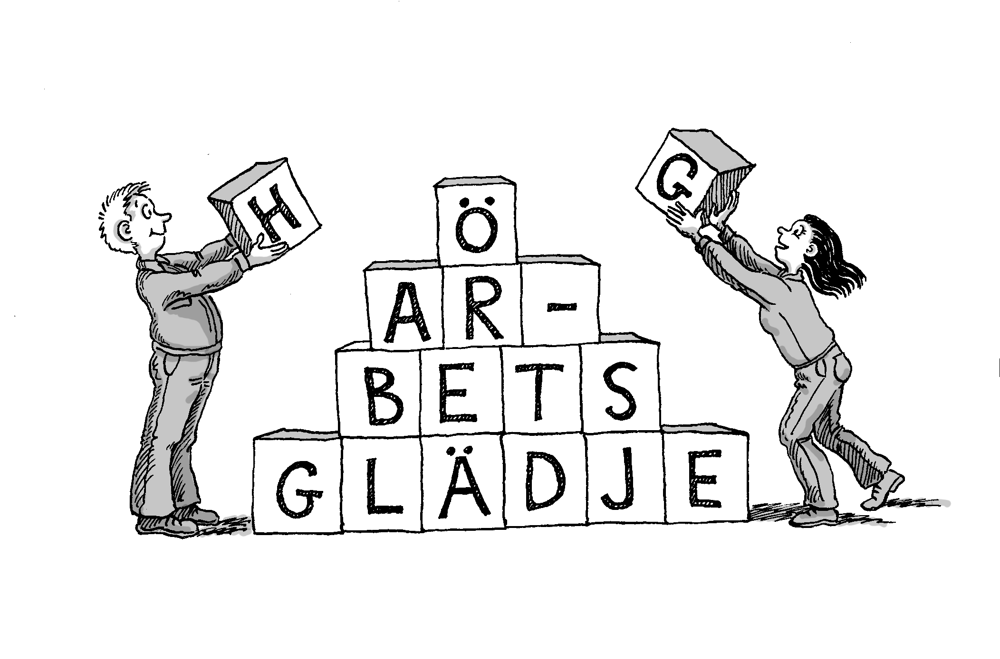 H Ö G
AR-
BETS
GLÄDJE